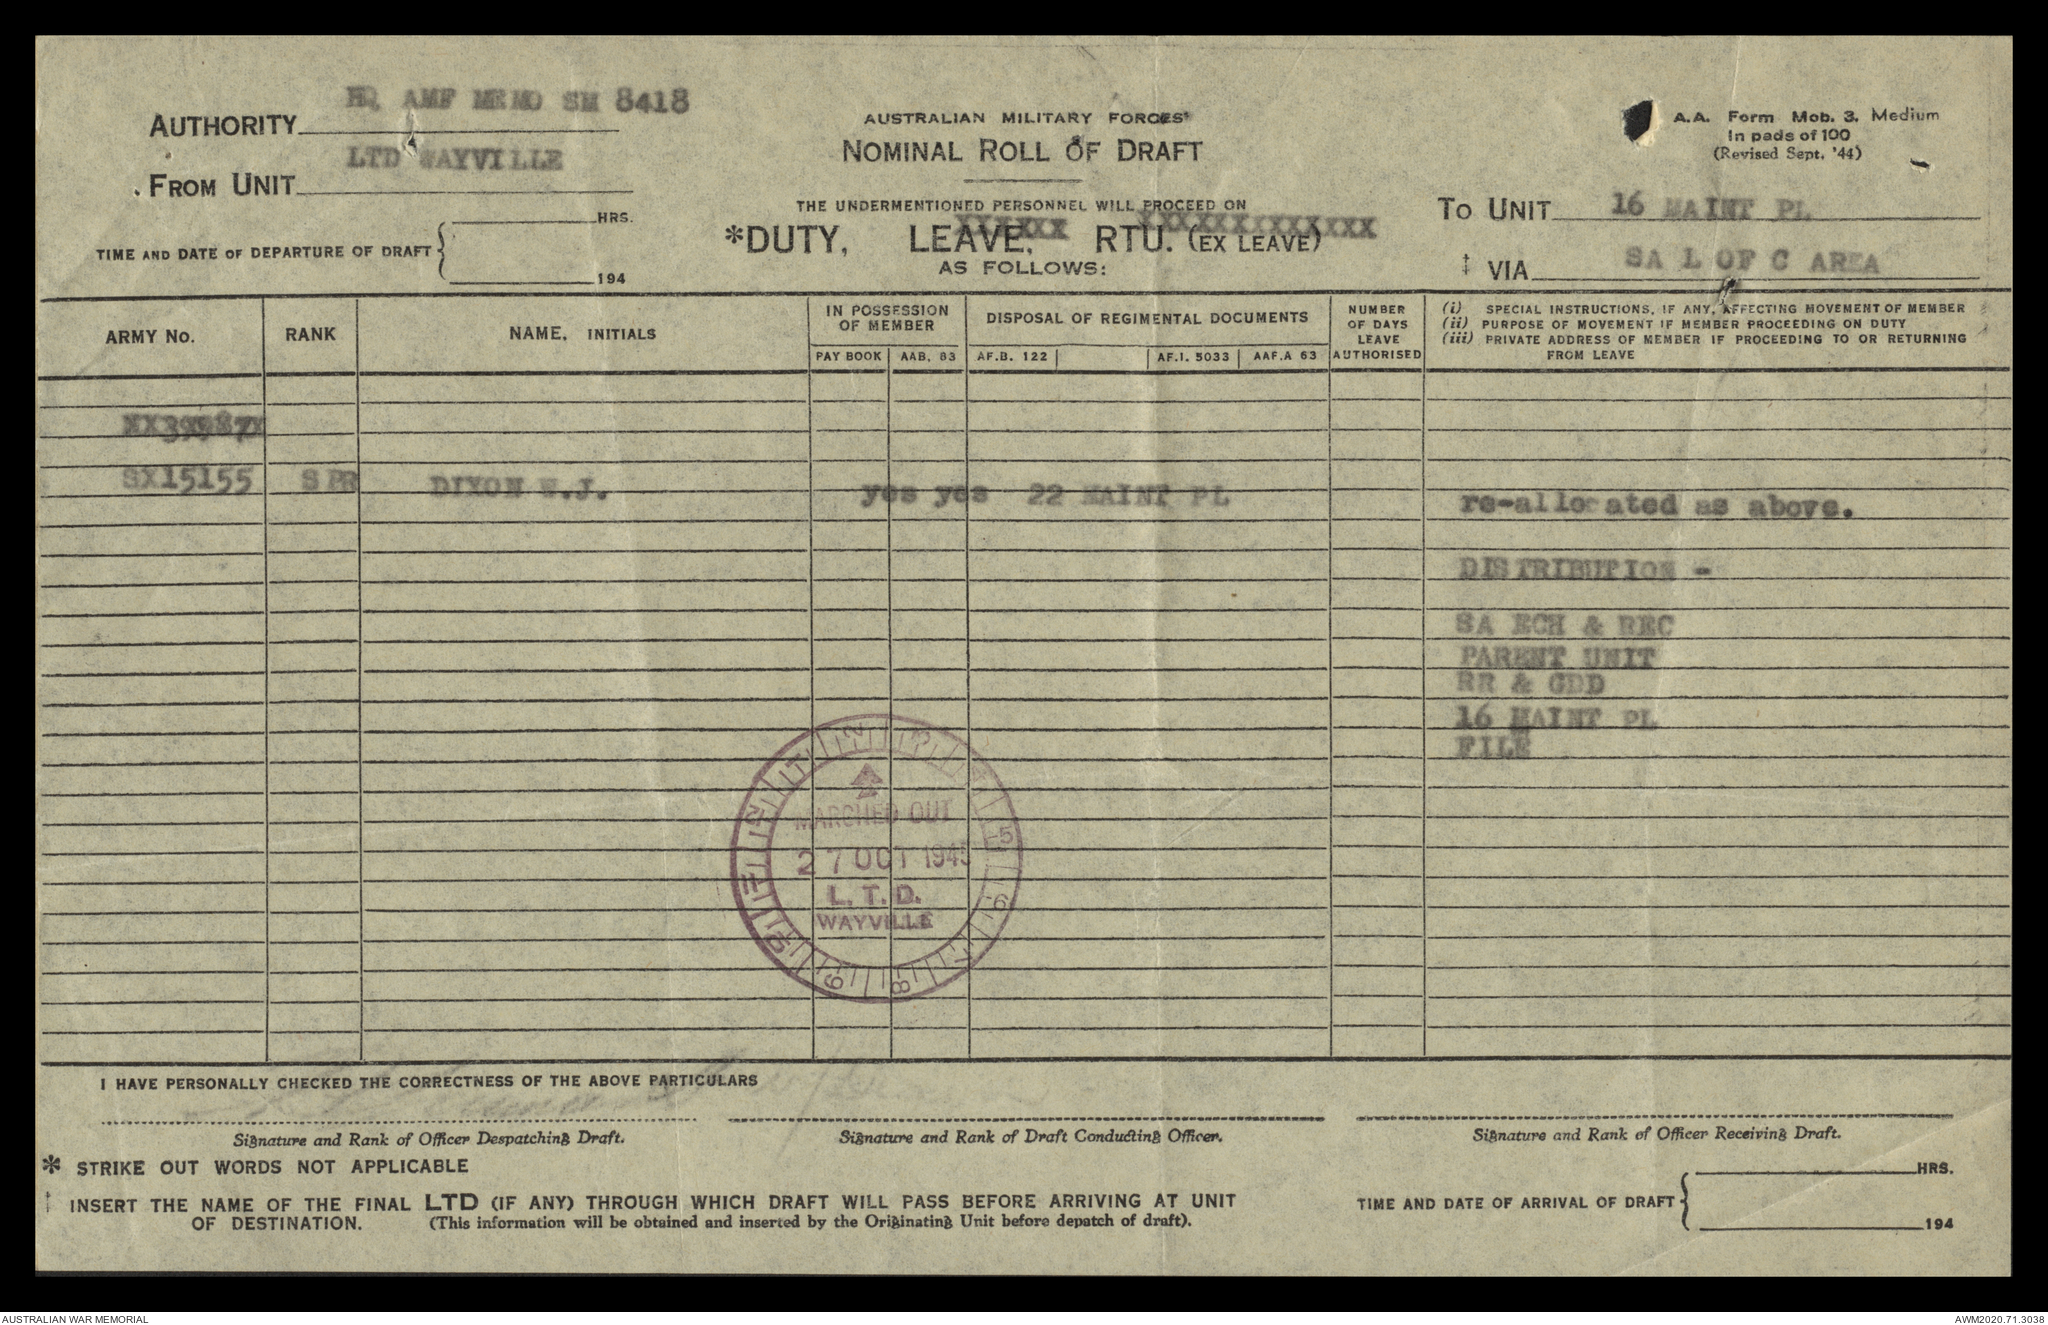 HQ AMF MEMO SM 8418
AUTHORITY
LTD WAYVILLE
FROM UNIT
HRS.
TIME AND DATE OF DEPARTURE OF DRAFT
194
AUSTRALIAN MILITARY FORCES
NOMINAL ROLL OF DRAFT
THE UNDERMENTIONED PERSONNEL WILL PROCEED ON
*DUTY, LEAVE, RTU. (EX LEAVE)
AS FOLLOWS:
A.A. Form Mob. 3. Medium
In pads of 100
(Revised Sept. '44)
TO UNIT 16 MAINT PL
‡ VIA SA L OF C AREA
ARMY No.
RANK
NAME, INITIALS
IN POSSESSION OF MEMBER
PAY BOOK
AAB. 83
DISPOSAL OF REGIMENTAL DOCUMENTS
AF.B. 122
AF.I. 5033
AAF.A 63
NUMBER OF DAYS LEAVE AUTHORISED
(i) SPECIAL INSTRUCTIONS, IF ANY, AFFECTING MOVEMENT OF MEMBER
(ii) PURPOSE OF MOVEMENT IF MEMBER PROCEEDING ON DUTY
(iii) PRIVATE ADDRESS OF MEMBER IF PROCEEDING TO OR RETURNING
FROM LEAVE
SX15155 SPR DIXON W.J. yes yes 22 MAINT PL re-allocated as above.
DISTRIBUTION -
SA ECH & REC
PARENT UNIT
RR & GDD
16 MAINT PL
FILE
MARCHED OUT
27 OCT 1945
L.T.D.
WAYVILLE
5
6
7
8
9
10
I HAVE PERSONALLY CHECKED THE CORRECTNESS OF THE ABOVE PARTICULARS
Signature and Rank of Officer Despatching Draft.
Signature and Rank of Draft Conducting Officer.
Signature and Rank of Officer Receiving Draft.
* STRIKE OUT WORDS NOT APPLICABLE
‡ INSERT THE NAME OF THE FINAL LTD (IF ANY) THROUGH WHICH DRAFT WILL PASS BEFORE ARRIVING AT UNIT
OF DESTINATION. (This information will be obtained and inserted by the Originating Unit before depatch of draft).
HRS.
TIME AND DATE OF ARRIVAL OF DRAFT
194
AUSTRALIAN WAR MEMORIAL
AWM2020.71.3038